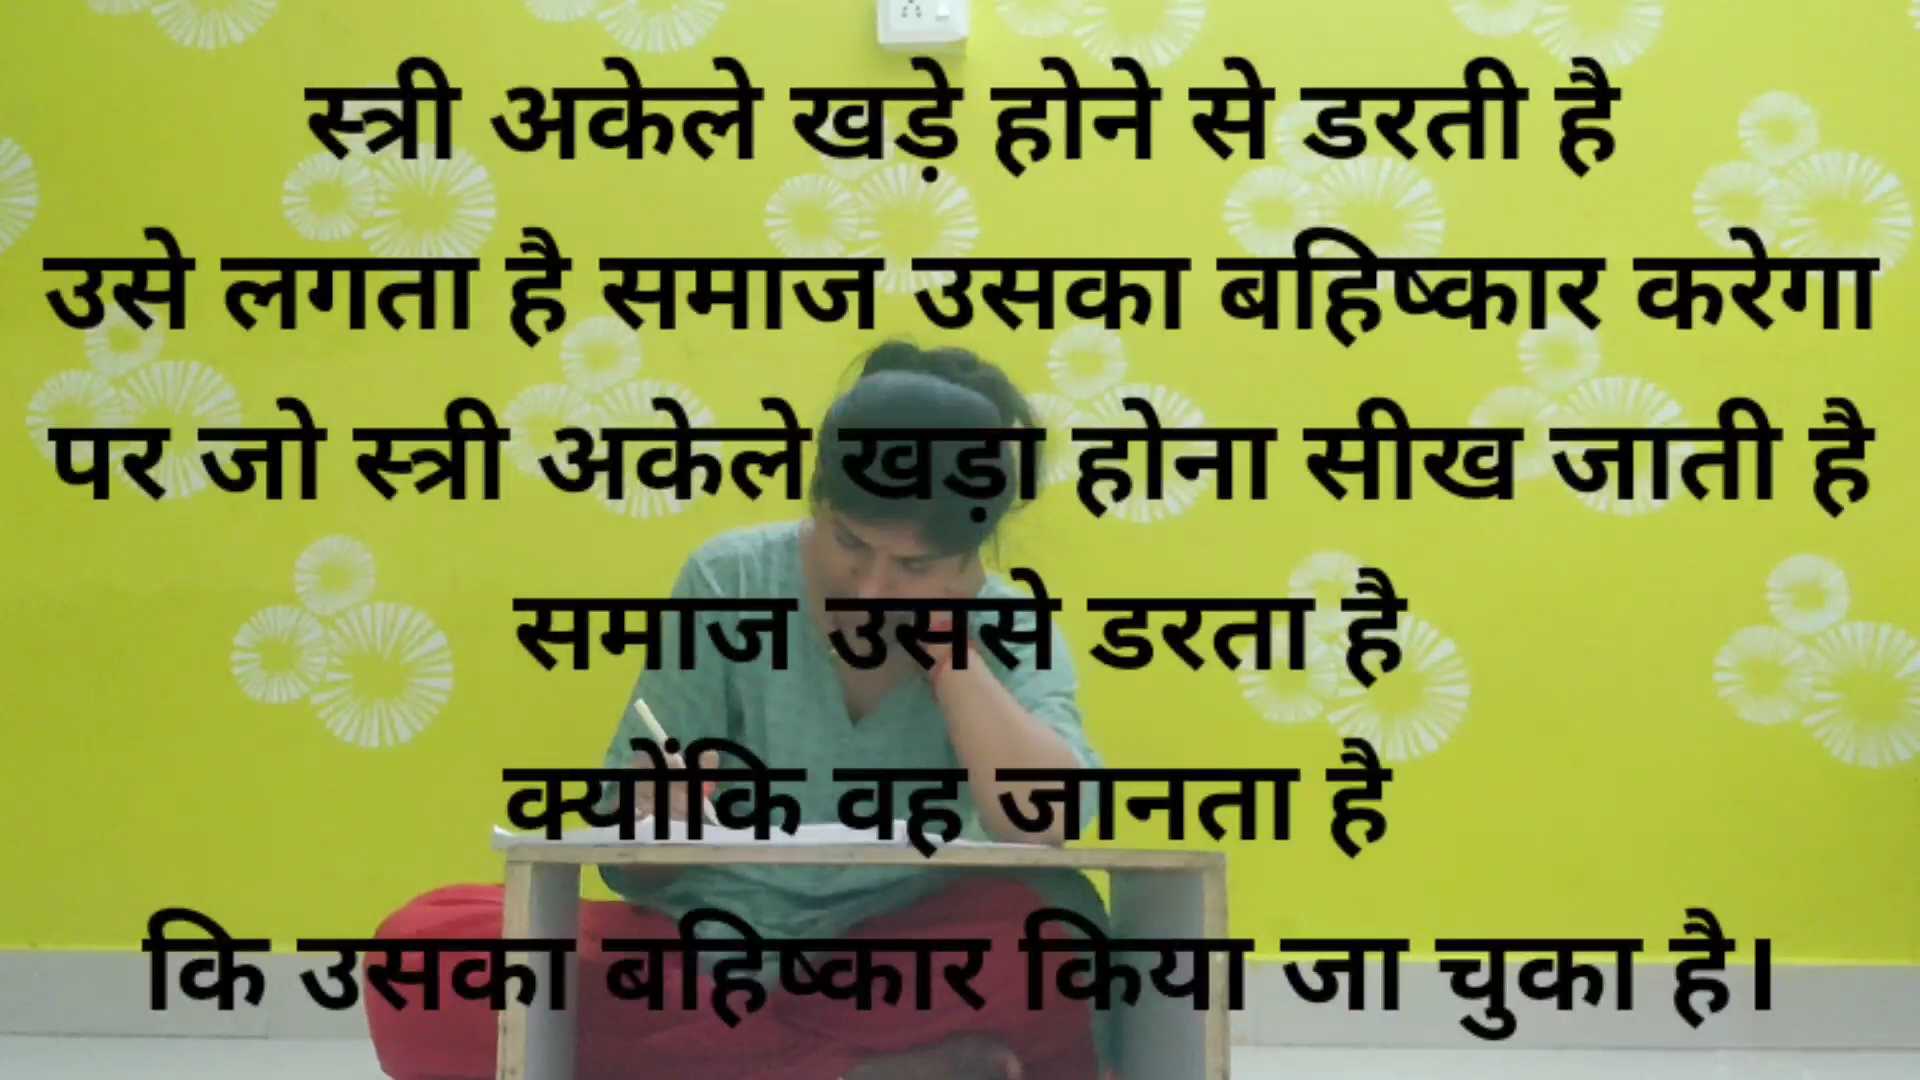 स्त्री अकेले खड़े होने से डरती है
उसे लगता है समाज उसका बहिष्कार करेगा
पर जो स्त्री अकेले खड़ा होना सीख जाती है
समाज उससे डरता है
क्योंकि वह जानता है
कि उसका बहिष्कार किया जा चुका है।